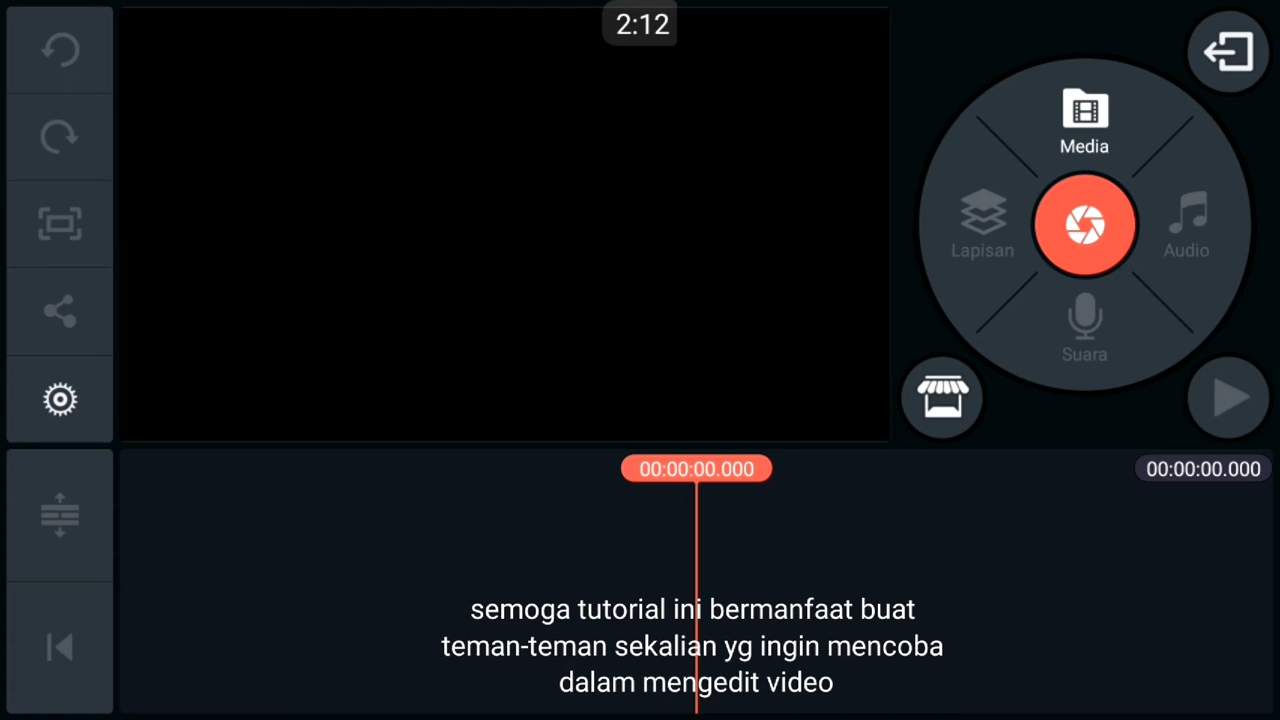 2:12
Media
Lapisan
Audio
Suara
00:00:00.000
00:00:00.000
semoga tutorial ini bermanfaat buat
teman-teman sekalian yg ingin mencoba
dalam mengedit video